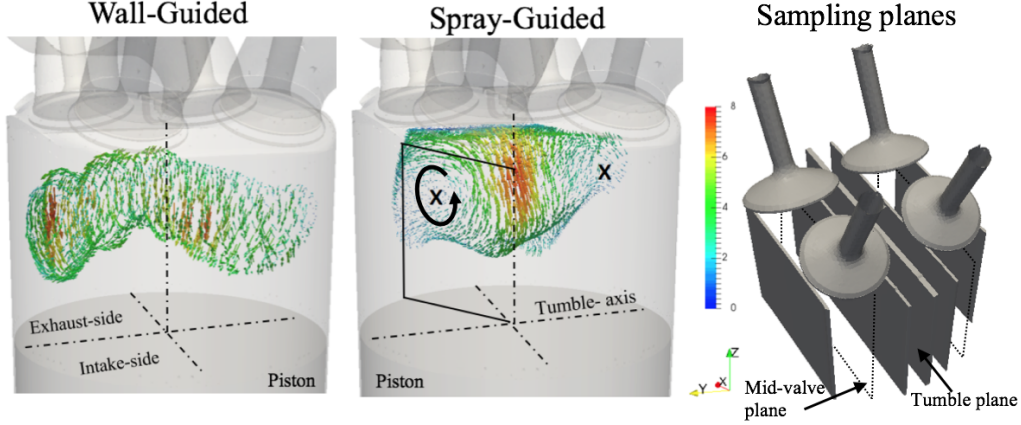 Wall-Guided
Spray-Guided
Sampling planes
X
X
8
6
4
2
0
Exhaust-side
Intake-side
Piston
Tumble- axis
Piston
Z
Y
X
Mid-valve
plane
Tumble plane